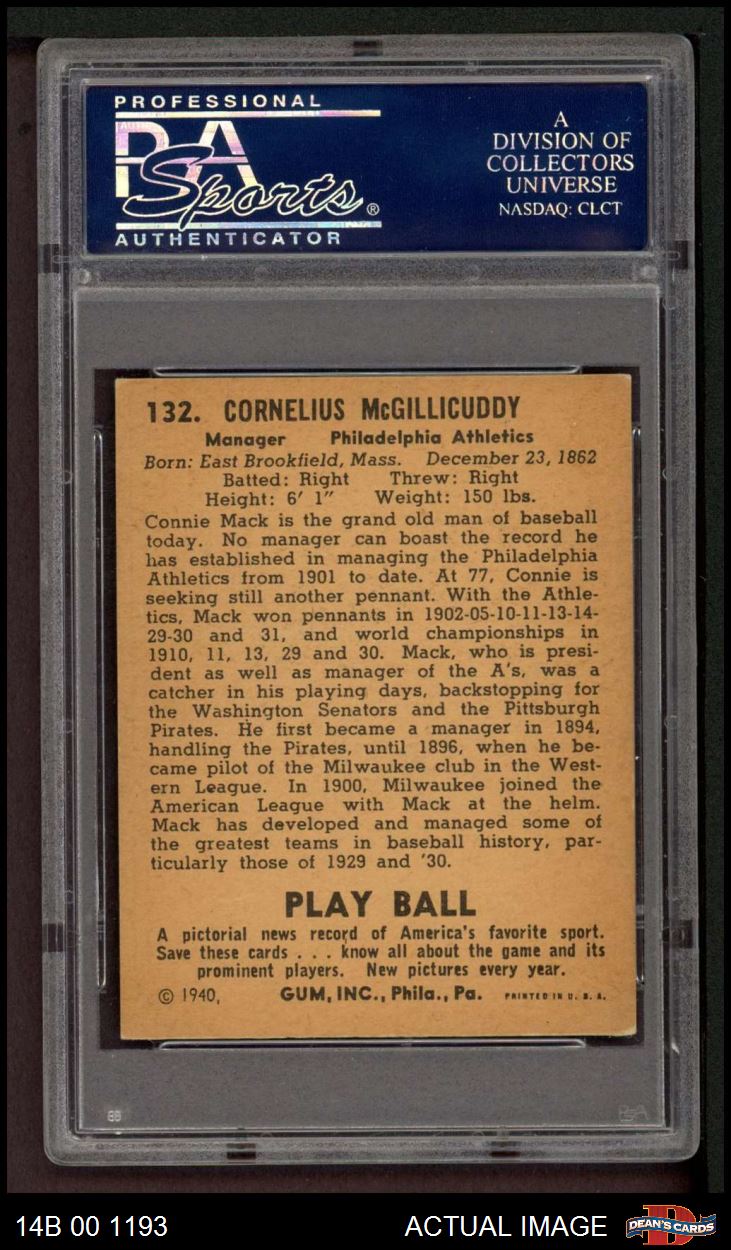 PROFESSIONAL
PSA
Sports®
AUTHENTICATOR
A
DIVISION OF
COLLECTORS
UNIVERSE
NASDAQ: CLCT
132. CORNELIUS McGILLICUDDY
Manager Philadelphia Athletics
Born: East Brookfield, Mass. December 23, 1862
Batted: Right Threw: Right
Height: 6' 1" Weight: 150 lbs.
Connie Mack is the grand old man of baseball
today. No manager can boast the record he
has established in managing the Philadelphia
Athletics from 1901 to date. At 77, Connie is
seeking still another pennant. With the Athle-
tics, Mack won pennants in 1902-05-10-11-13-14-
29-30 and 31, and world championships in
1910, 11, 13, 29 and 30. Mack, who is presi-
dent as well as manager of the A's, was a
catcher in his playing days, backstopping for
the Washington Senators and the Pittsburgh
Pirates. He first became a manager in 1894,
handling the Pirates, until 1896, when he be-
came pilot of the Milwaukee club in the West-
ern League. In 1900, Milwaukee joined the
American League with Mack at the helm.
Mack has developed and managed some of
the greatest teams in baseball history, par-
ticularly those of 1929 and '30.
PLAY BALL
A pictorial news record of America's favorite sport.
Save these cards . . . know all about the game and its
prominent players. New pictures every year.
© 1940, GUM, INC., Phila., Pa. PRINTED IN U. S. A.
PSA
14B 00 1193 ACTUAL IMAGE
DEAN'S CARDS